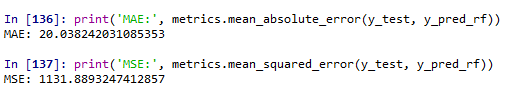 In [136]: print('MAE:', metrics.mean_absolute_error(y_test, y_pred_rf))
MAE: 20.038242031085353
In [137]: print('MSE:', metrics.mean_squared_error(y_test, y_pred_rf))
MSE: 1131.8893247412857